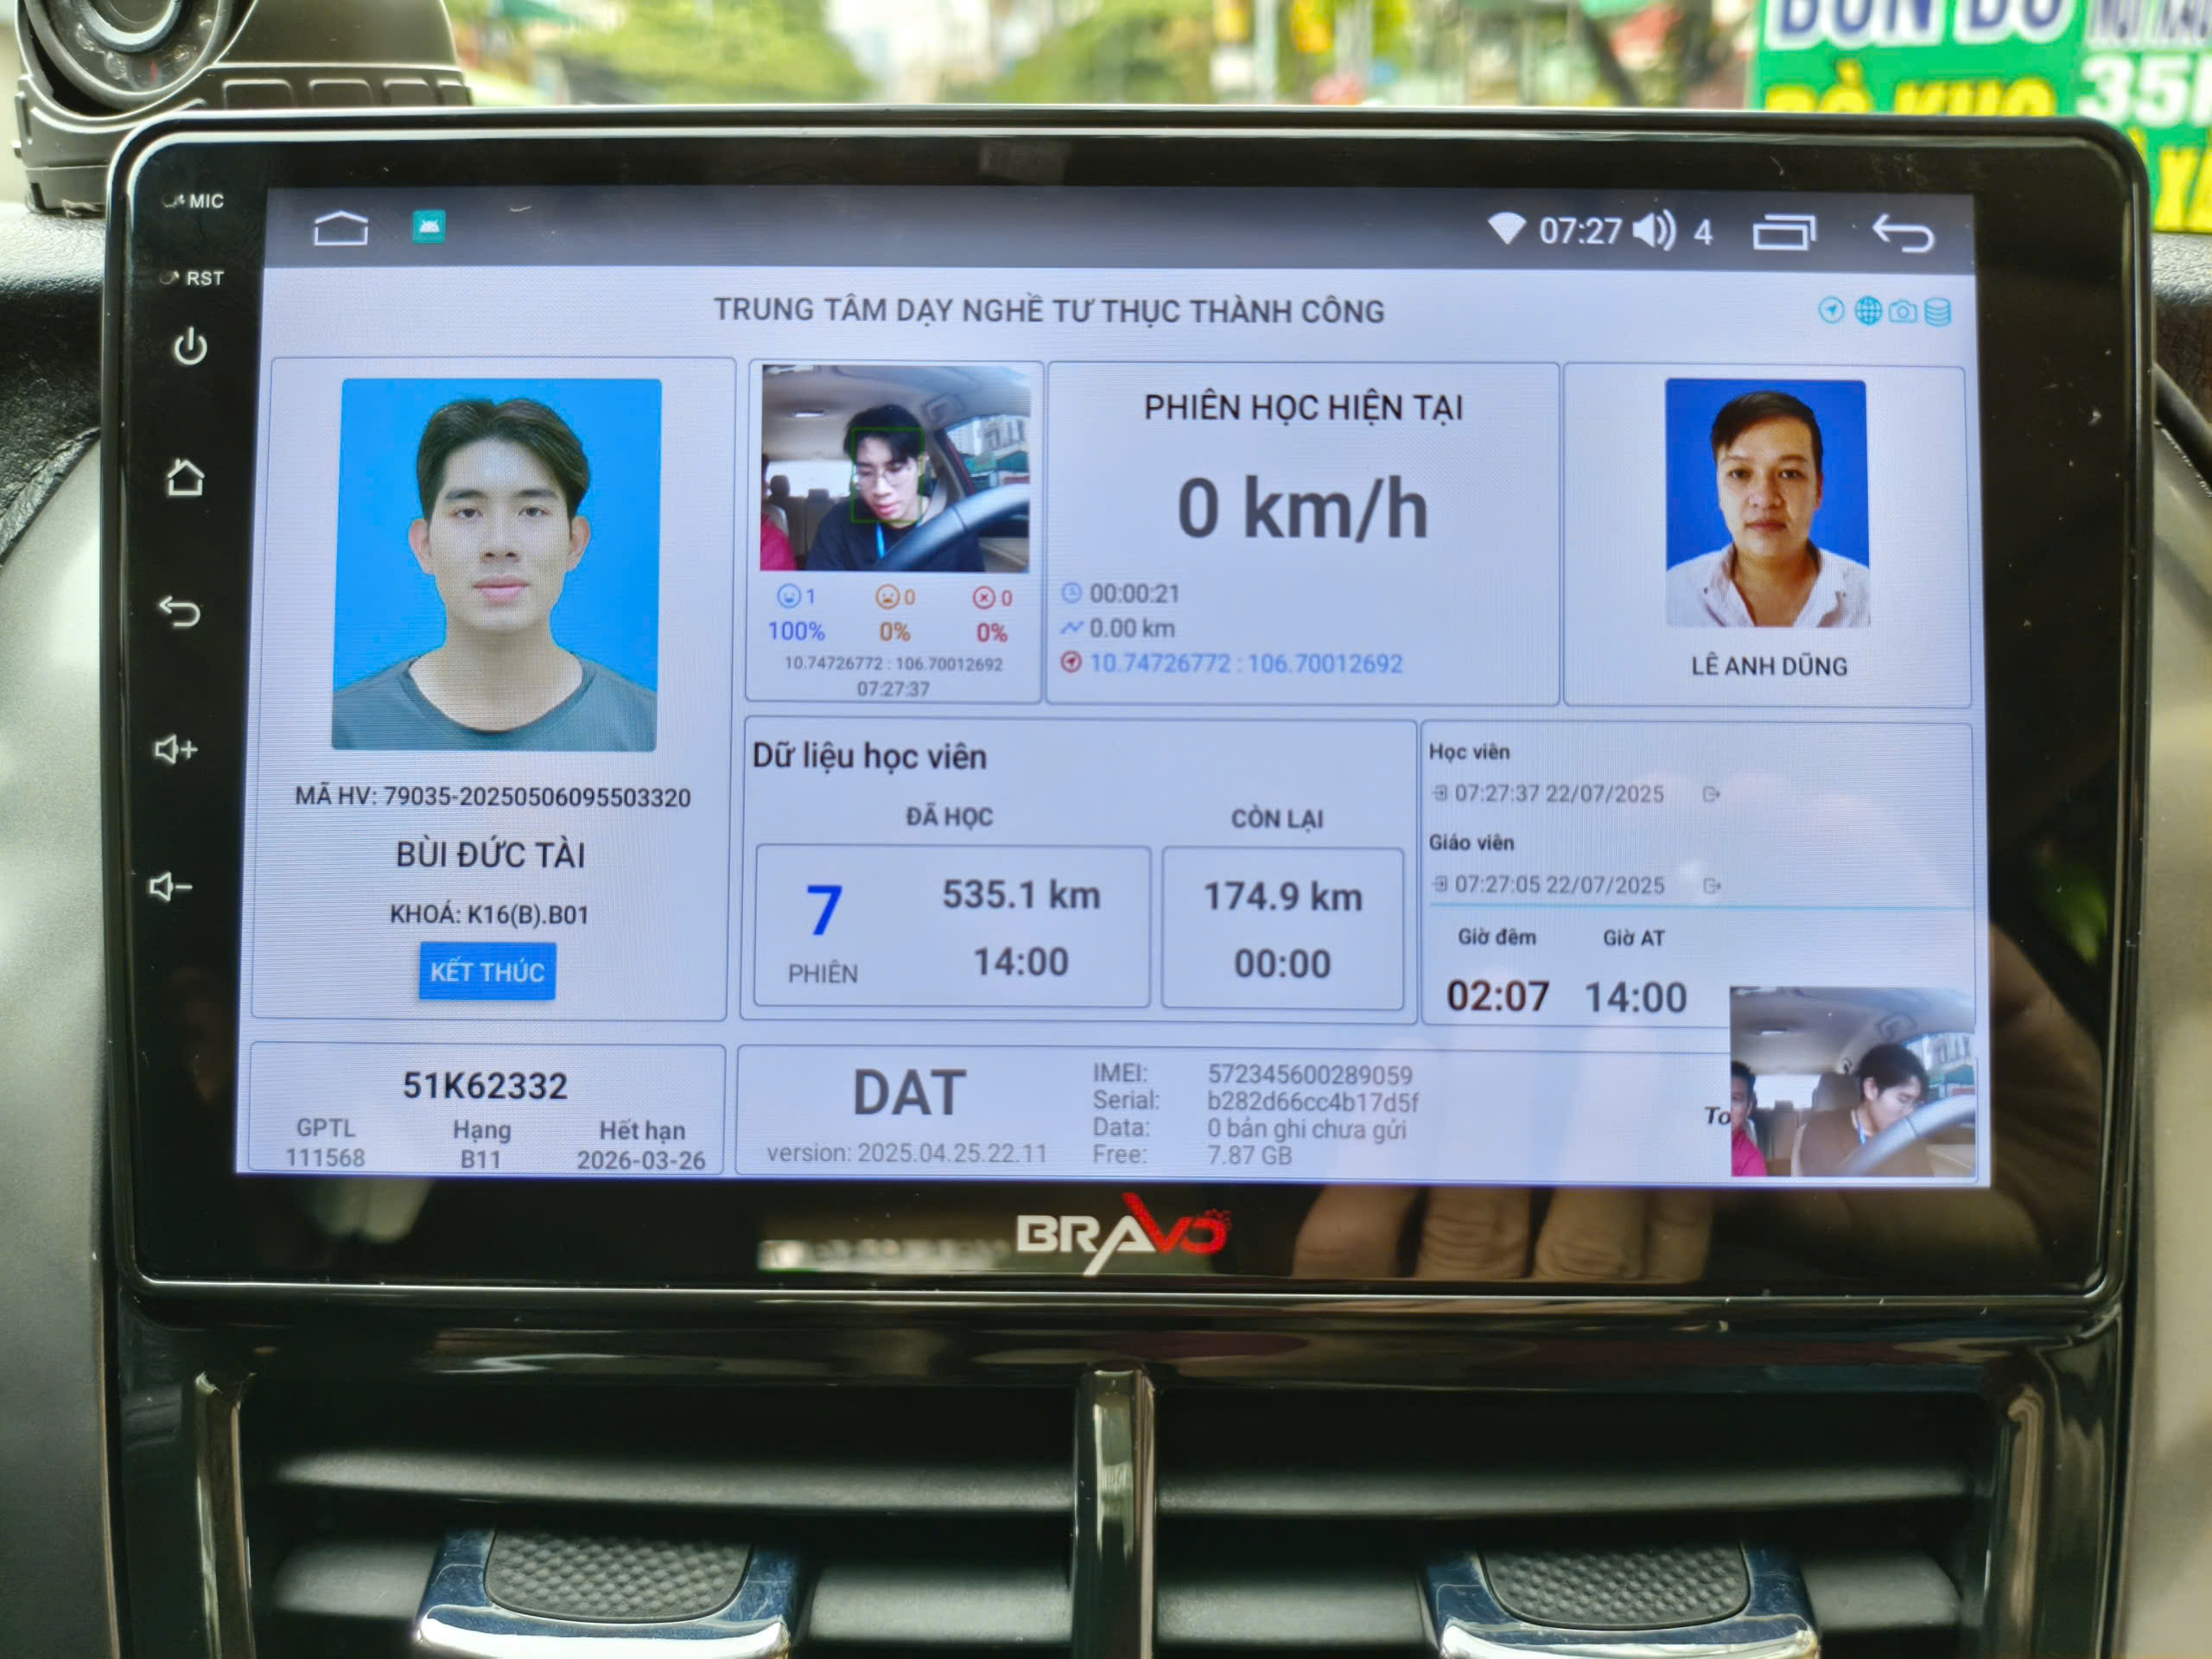 BÚN BÒ
35
BÒ KHO
MIC
RST
07:27 4
TRUNG TÂM DẠY NGHỀ TƯ THỤC THÀNH CÔNG
MÃ HV: 79035-20250506095503320
BÙI ĐỨC TÀI
KHOÁ: K16(B).B01
KẾT THÚC
1 0 0
100% 0% 0%
10.74726772 : 106.70012692
07:27:37
PHIÊN HỌC HIỆN TẠI
0 km/h
00:00:21
0.00 km
10.74726772 : 106.70012692
LÊ ANH DŨNG
Dữ liệu học viên
ĐÃ HỌC CÒN LẠI
7 535.1 km 174.9 km
PHIÊN 14:00 00:00
Học viên
07:27:37 22/07/2025
Giáo viên
07:27:05 22/07/2025
Giờ đêm Giờ AT
02:07 14:00
51K62332
GPTL Hạng Hết hạn
111568 B11 2026-03-26
DAT
version: 2025.04.25.22.11
IMEI: 572345600289059
Serial: b282d66cc4b17d5f
Data: 0 bản ghi chưa gửi
Free: 7.87 GB
To
BRAVO